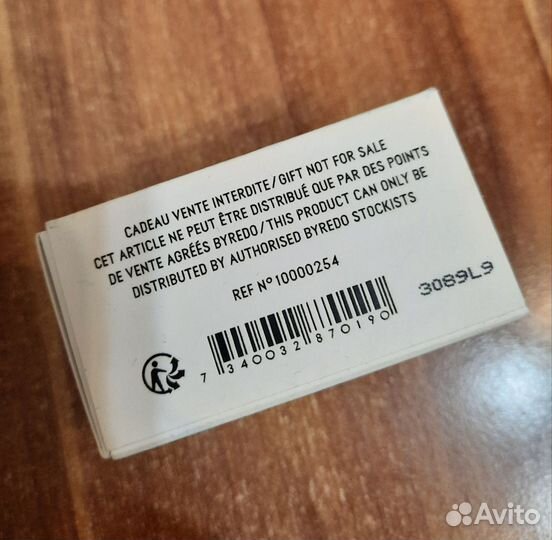 CADEAU VENTE INTERDITE/GIFT NOT FOR SALE
CET ARTICLE NE PEUT ÊTRE DISTRIBUÉ QUE PAR DES POINTS
DE VENTE AGRÉÉS BYREDO/THIS PRODUCT CAN ONLY BE
DISTRIBUTED BY AUTHORISED BYREDO STOCKISTS
REF Nº10000254
3089L9
7 340032 870190
Avito